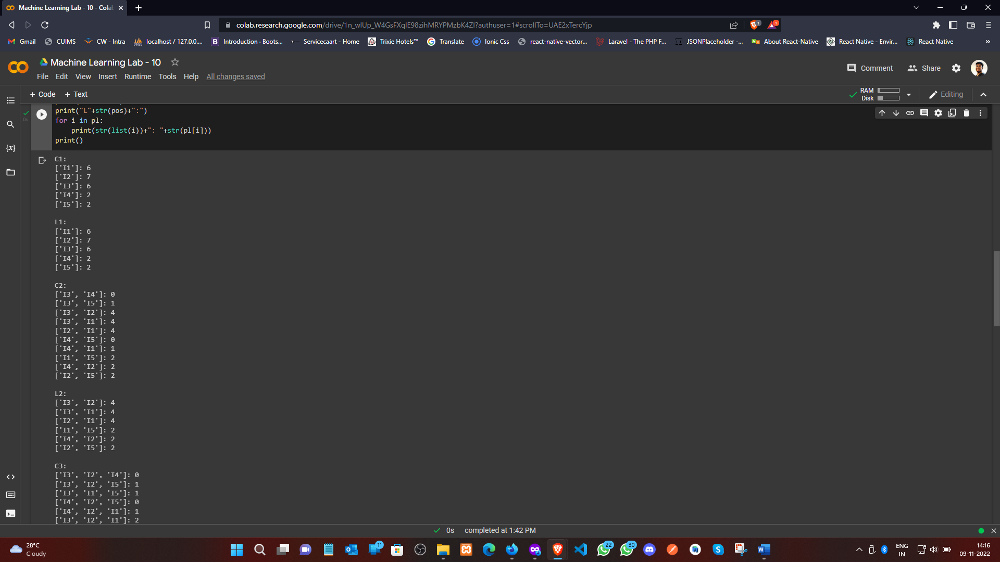 Machine Learning Lab - 10 - Cola
colab.research.google.com/drive/1n_wlUp_W4GsFXqlE98zihMRYPMzbK4ZI?authuser=1#scrollTo=UAE2xTercYjp
1
1
Gmail CUIMS CW - Intra localhost / 127.0.0.... Introduction · Boots... Servicecaart - Home Trixie Hotels™ Translate Ionic Css react-native-vector... Laravel - The PHP F... JSONPlaceholder -... About React-Native React Native - Envir... React Native
Machine Learning Lab - 10
Comment Share
File Edit View Insert Runtime Tools Help All changes saved
+ Code + Text
RAM
Disk
Editing
print("L"+str(pos)+":")
for i in pl:
print(str(list(i))+": "+str(pl[i]))
print()
0s
C1:
['I1']: 6
['I2']: 7
['I3']: 6
['I4']: 2
['I5']: 2
L1:
['I1']: 6
['I2']: 7
['I3']: 6
['I4']: 2
['I5']: 2
C2:
['I3', 'I4']: 0
['I3', 'I5']: 1
['I3', 'I2']: 4
['I3', 'I1']: 4
['I2', 'I1']: 4
['I4', 'I5']: 0
['I4', 'I1']: 1
['I1', 'I5']: 2
['I4', 'I2']: 2
['I2', 'I5']: 2
L2:
['I3', 'I2']: 4
['I3', 'I1']: 4
['I2', 'I1']: 4
['I1', 'I5']: 2
['I4', 'I2']: 2
['I2', 'I5']: 2
C3:
['I3', 'I2', 'I4']: 0
['I3', 'I2', 'I5']: 1
['I3', 'I1', 'I5']: 1
['I4', 'I2', 'I5']: 0
['I4', 'I2', 'I1']: 1
['I3', 'I2', 'I1']: 2
0s completed at 1:42 PM
28°C
Cloudy
11
22
30
ENG
IN
14:16
09-11-2022